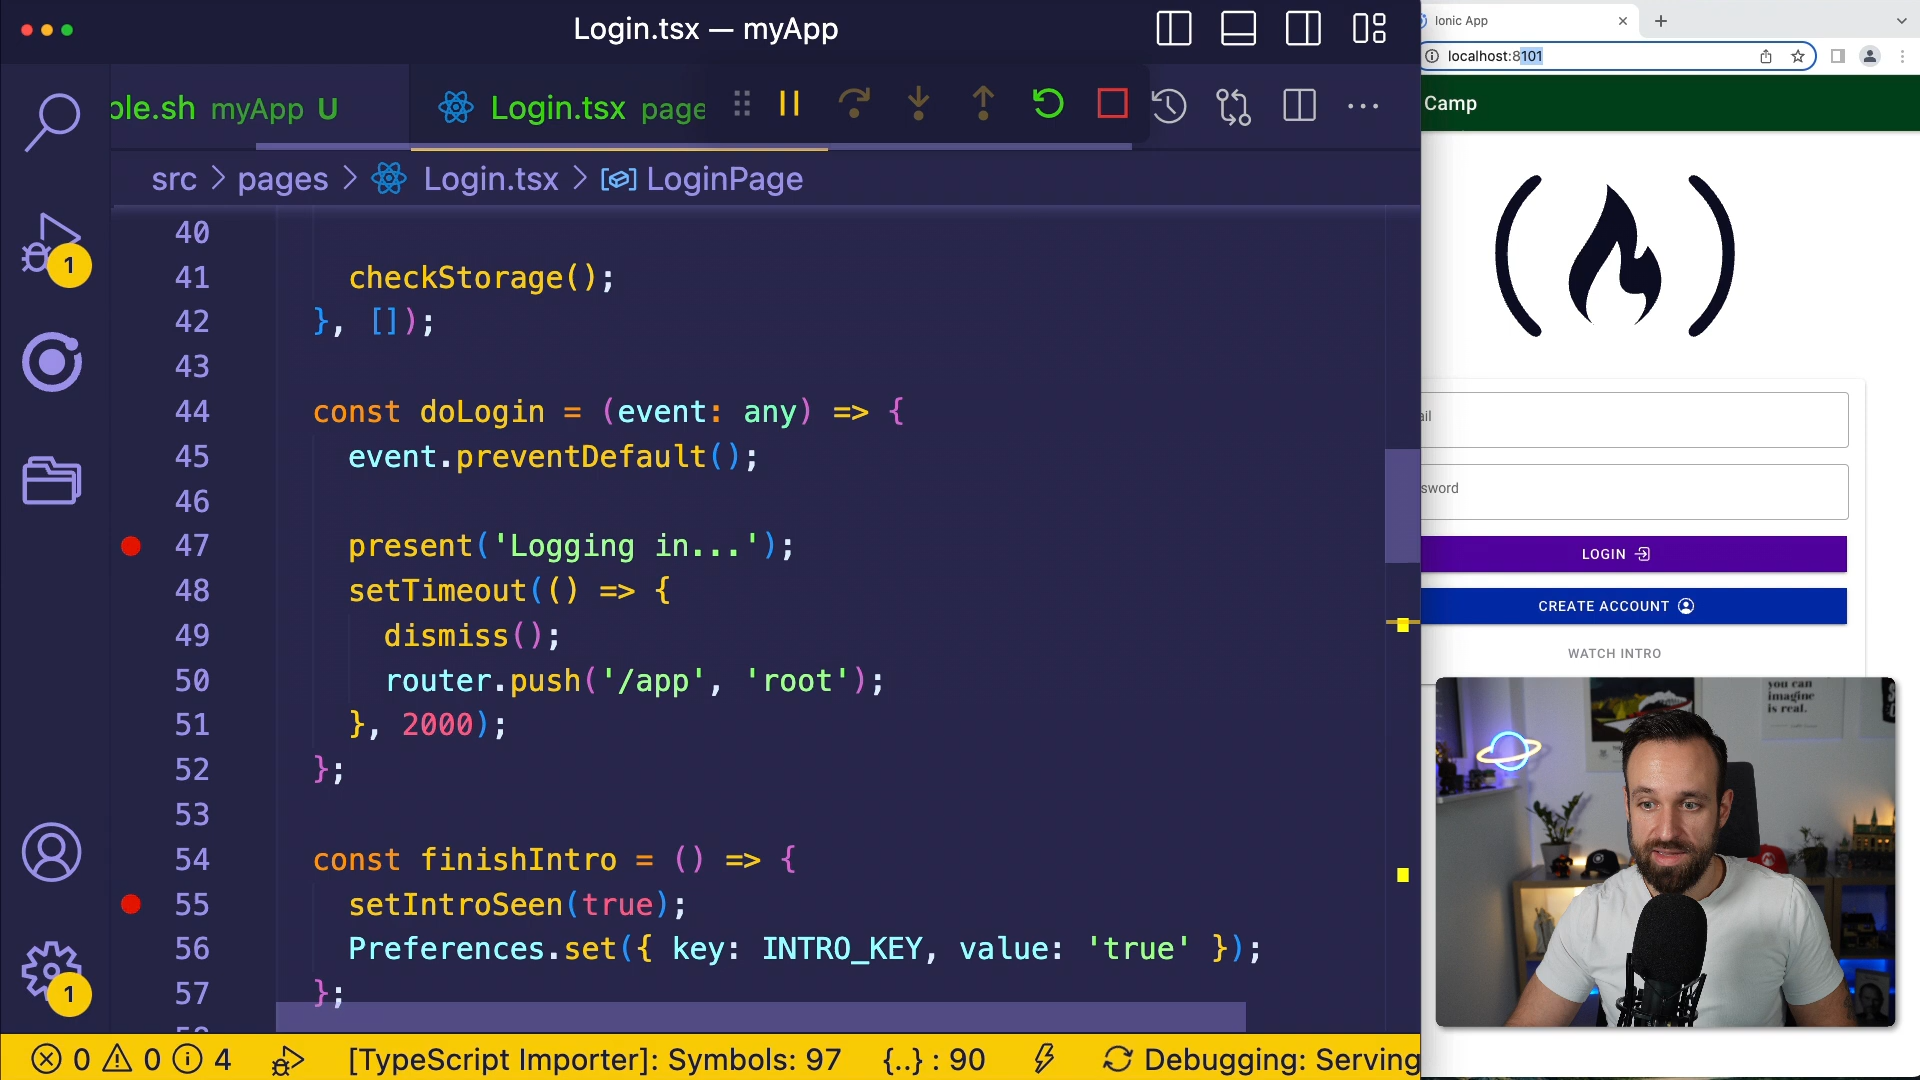 Login.tsx — myApp
ble.sh myApp U
Login.tsx page
src > pages > Login.tsx > LoginPage
40
41 checkStorage();
42 }, []);
43
44 const doLogin = (event: any) => {
45 event.preventDefault();
46
47 present('Logging in...');
48 setTimeout(() => {
49 dismiss();
50 router.push('/app', 'root');
51 }, 2000);
52 };
53
54 const finishIntro = () => {
55 setIntroSeen(true);
56 Preferences.set({ key: INTRO_KEY, value: 'true' });
57 };
1
1
0 0 4 [TypeScript Importer]: Symbols: 97 {..} : 90 Debugging: Serving
Ionic App
localhost:8101
Camp
ail
sword
LOGIN
CREATE ACCOUNT
WATCH INTRO
you can
imagine
is real.